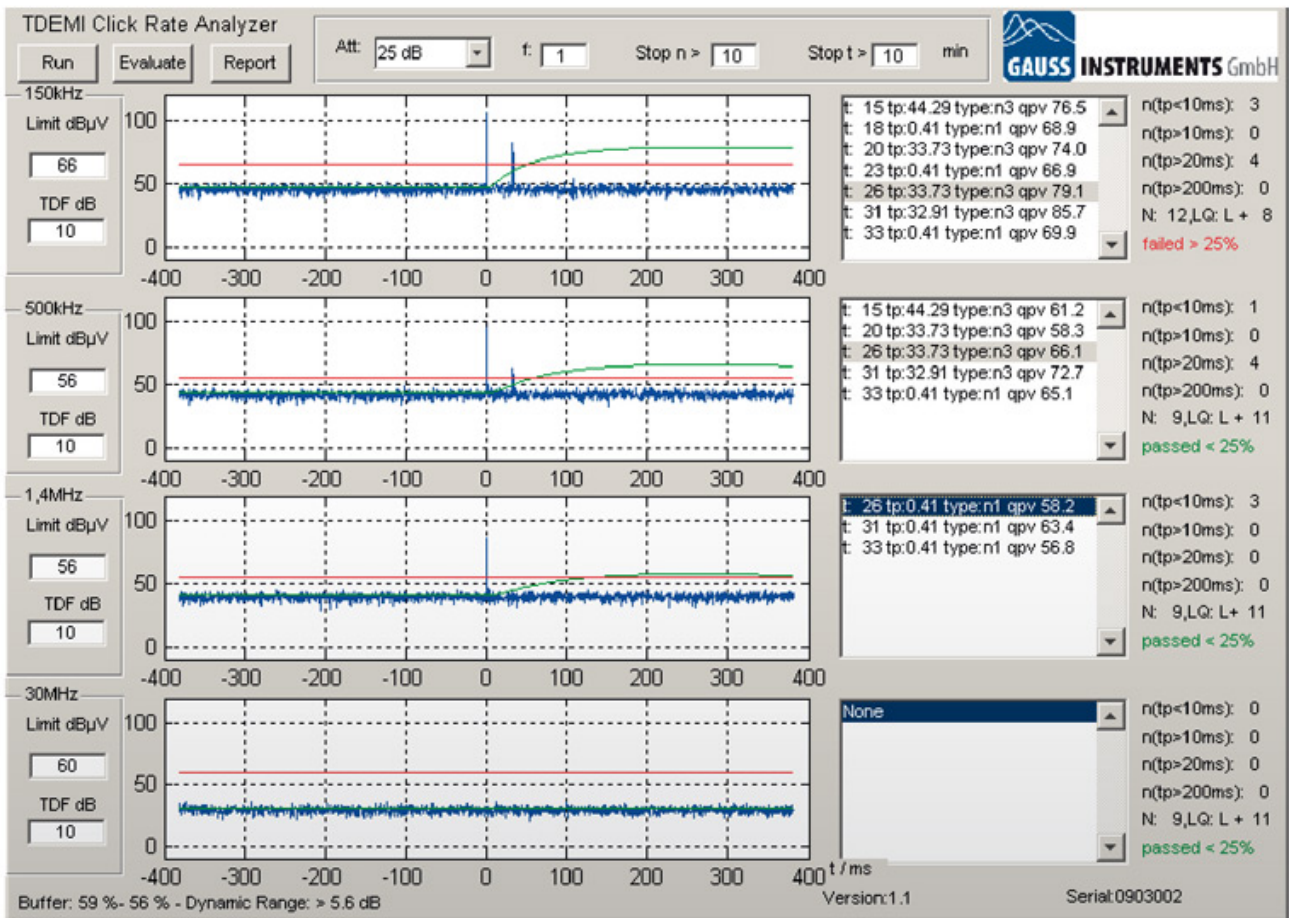 TDEMI Click Rate Analyzer
Run Evaluate Report
Att: 25 dB f: 1 Stop n > 10 Stop t > 10 min
GAUSS INSTRUMENTS GmbH
150kHz
Limit dBµV
66
TDF dB
10
100
50
0
-400 -300 -200 -100 0 100 200 300 400
t: 15 tp:44.29 type:n3 qpv 76.5
t: 18 tp:0.41 type:n1 qpv 68.9
t: 20 tp:33.73 type:n3 qpv 74.0
t: 23 tp:0.41 type:n1 qpv 66.9
t: 26 tp:33.73 type:n3 qpv 79.1
t: 31 tp:32.91 type:n3 qpv 85.7
t: 33 tp:0.41 type:n1 qpv 69.9
n(tp<10ms): 3
n(tp>10ms): 0
n(tp>20ms): 4
n(tp>200ms): 0
N: 12,LQ: L + 8
failed > 25%
500kHz
Limit dBµV
56
TDF dB
10
100
50
0
-400 -300 -200 -100 0 100 200 300 400
t: 15 tp:44.29 type:n3 qpv 61.2
t: 20 tp:33.73 type:n3 qpv 58.3
t: 26 tp:33.73 type:n3 qpv 66.1
t: 31 tp:32.91 type:n3 qpv 72.7
t: 33 tp:0.41 type:n1 qpv 65.1
n(tp<10ms): 1
n(tp>10ms): 0
n(tp>20ms): 4
n(tp>200ms): 0
N: 9,LQ: L + 11
passed < 25%
1,4MHz
Limit dBµV
56
TDF dB
10
100
50
0
-400 -300 -200 -100 0 100 200 300 400
t: 26 tp:0.41 type:n1 qpv 58.2
t: 31 tp:0.41 type:n1 qpv 63.4
t: 33 tp:0.41 type:n1 qpv 56.8
n(tp<10ms): 3
n(tp>10ms): 0
n(tp>20ms): 0
n(tp>200ms): 0
N: 9,LQ: L+ 11
passed < 25%
30MHz
Limit dBµV
60
TDF dB
10
100
50
0
-400 -300 -200 -100 0 100 200 300 400 t / ms
None
n(tp<10ms): 0
n(tp>10ms): 0
n(tp>20ms): 0
n(tp>200ms): 0
N: 9,LQ: L + 11
passed < 25%
Buffer: 59 %- 56 % - Dynamic Range: > 5.6 dB
Version:1.1
Serial:0903002